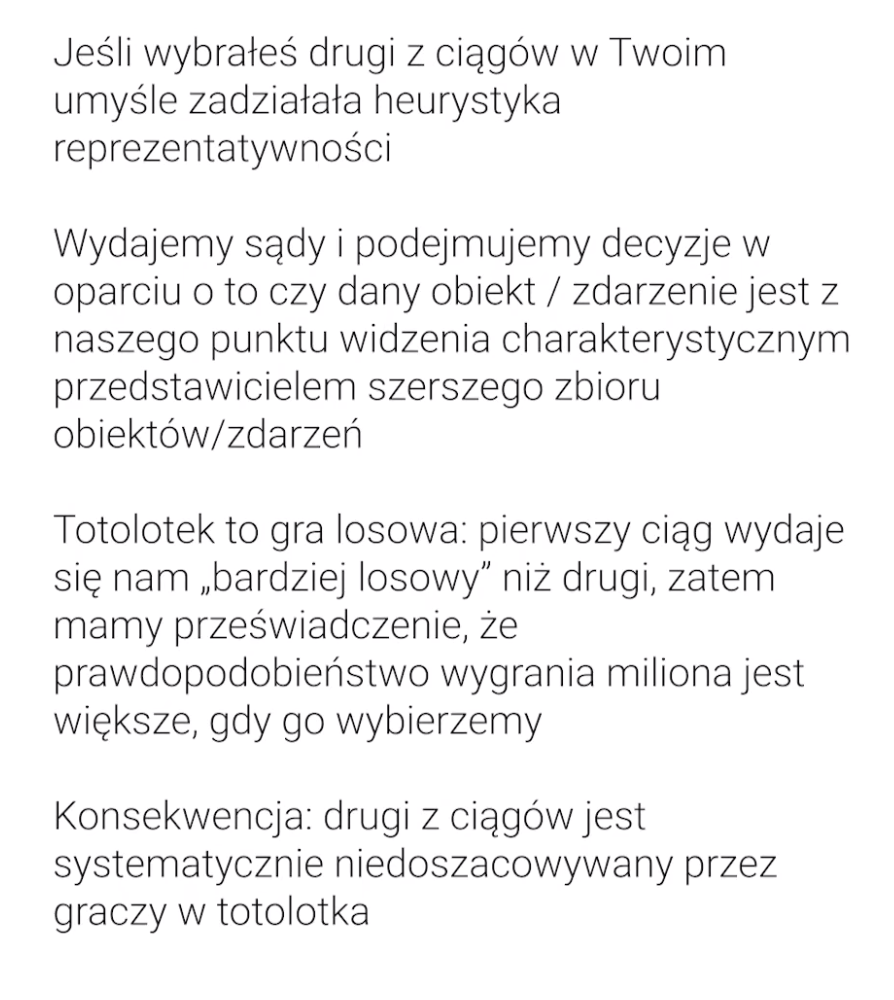 Jeśli wybrałeś drugi z ciągów w Twoim
umyśle zadziałała heurystyka
reprezentatywności
Wydajemy sądy i podejmujemy decyzje w
oparciu o to czy dany obiekt / zdarzenie jest z
naszego punktu widzenia charakterystycznym
przedstawicielem szerszego zbioru
obiektów/zdarzeń
Totolotek to gra losowa: pierwszy ciąg wydaje
się nam „bardziej losowy” niż drugi, zatem
mamy przeświadczenie, że
prawdopodobieństwo wygrania miliona jest
większe, gdy go wybierzemy
Konsekwencja: drugi z ciągów jest
systematycznie niedoszacowywany przez
graczy w totolotka